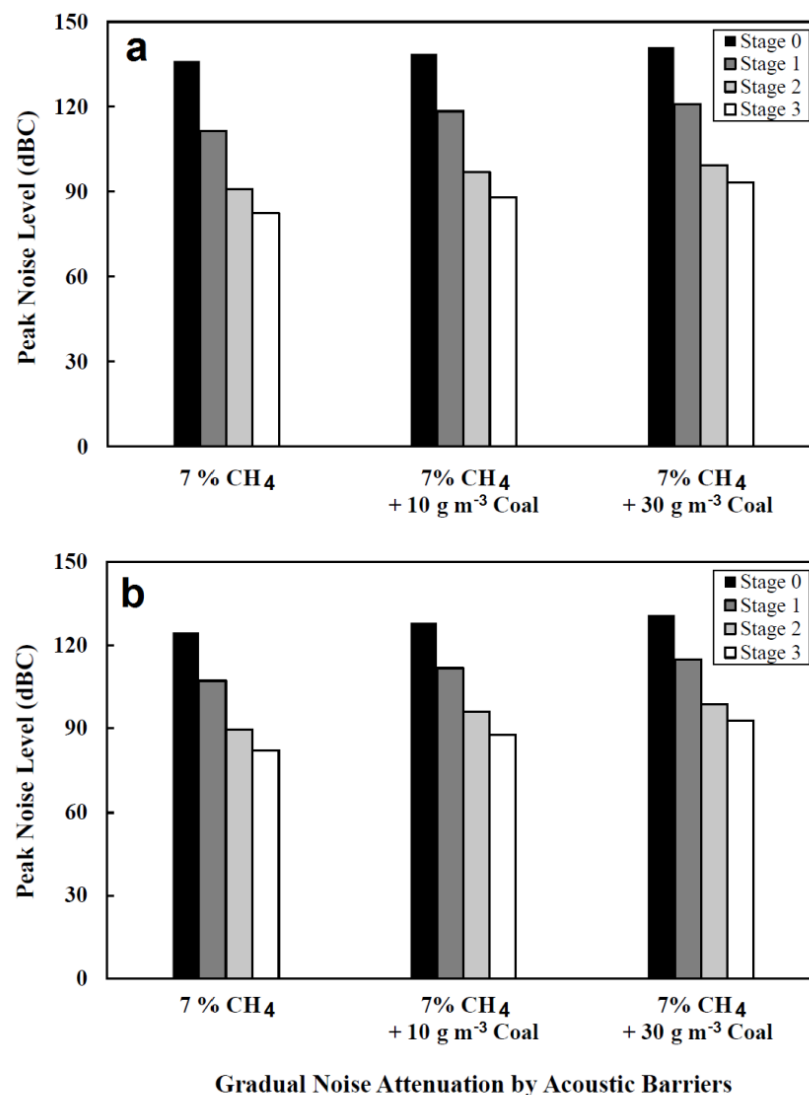 a
Peak Noise Level (dBC)
150
120
90
60
30
0
Stage 0
Stage 1
Stage 2
Stage 3
7 % CH4
7% CH4
+ 10 g m-3 Coal
7% CH4
+ 30 g m-3 Coal
b
Peak Noise Level (dBC)
150
120
90
60
30
0
Stage 0
Stage 1
Stage 2
Stage 3
7 % CH4
7% CH4
+ 10 g m-3 Coal
7% CH4
+ 30 g m-3 Coal
Gradual Noise Attenuation by Acoustic Barriers